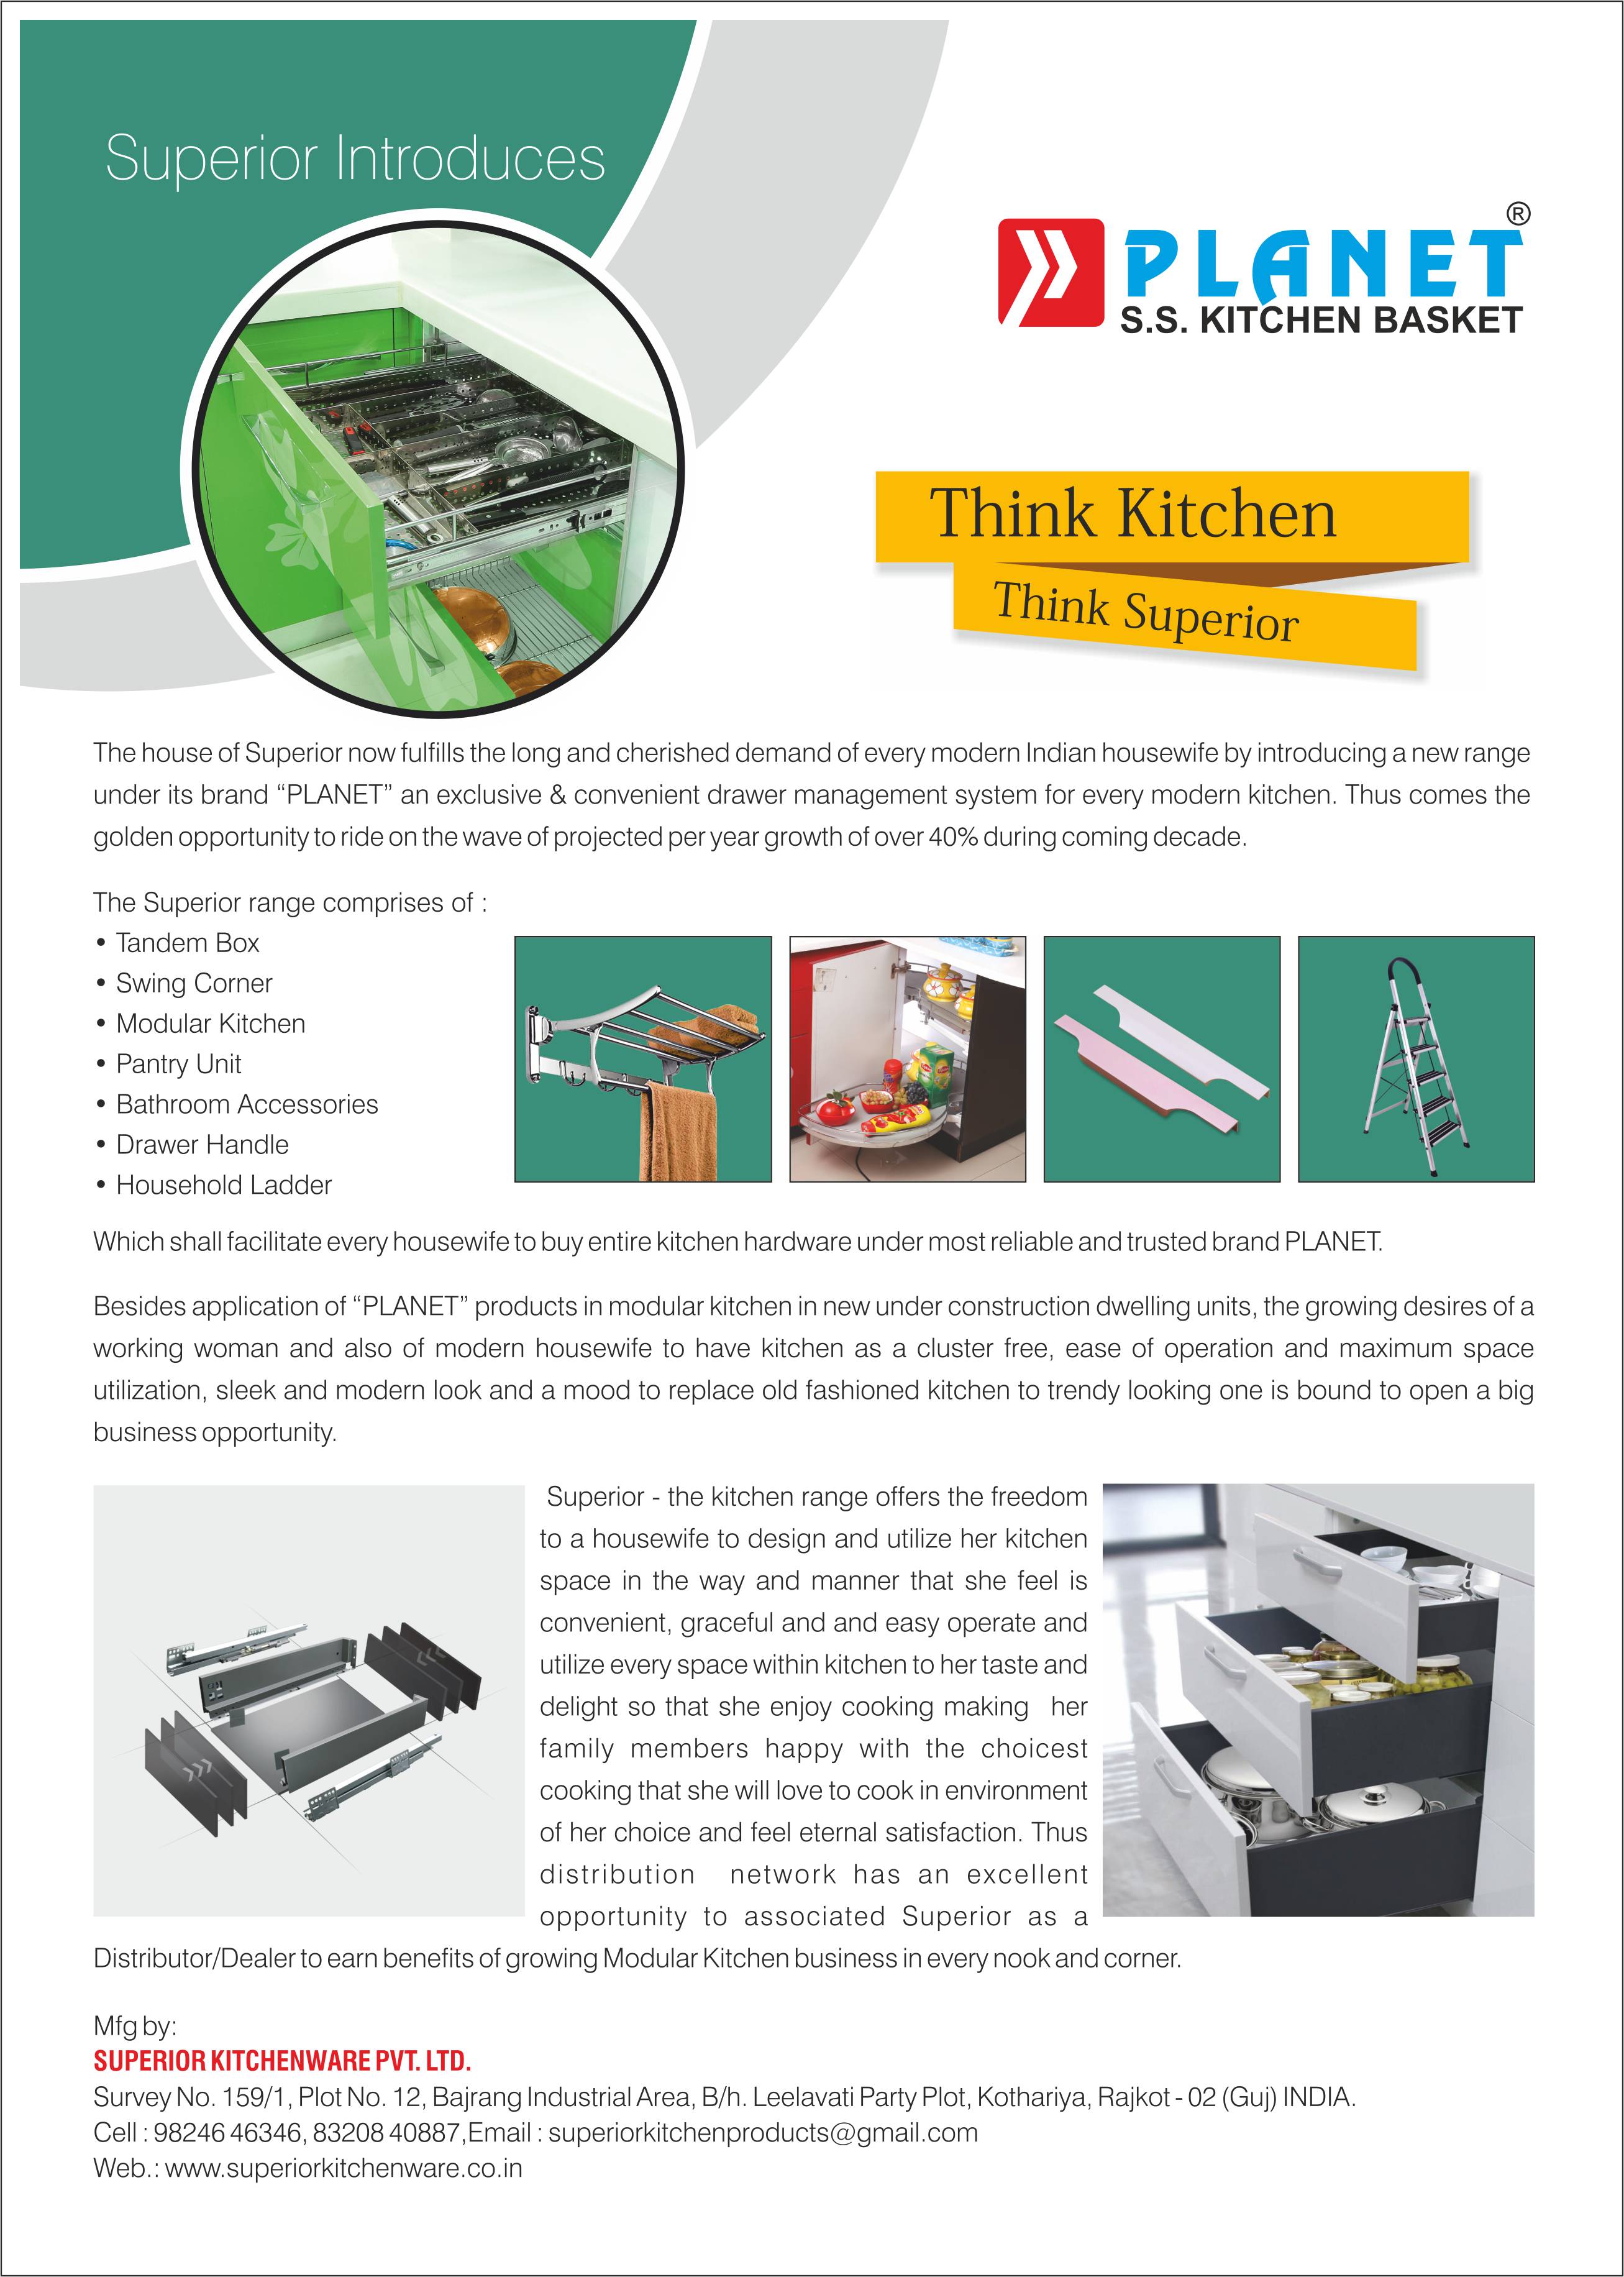 Superior Introduces
PLANET®
S.S. KITCHEN BASKET
Think Kitchen
Think Superior
The house of Superior now fulfills the long and cherished demand of every modern Indian housewife by introducing a new range
under its brand “PLANET” an exclusive & convenient drawer management system for every modern kitchen. Thus comes the
golden opportunity to ride on the wave of projected per year growth of over 40% during coming decade.
The Superior range comprises of :
• Tandem Box
• Swing Corner
• Modular Kitchen
• Pantry Unit
• Bathroom Accessories
• Drawer Handle
• Household Ladder
Which shall facilitate every housewife to buy entire kitchen hardware under most reliable and trusted brand PLANET.
Besides application of “PLANET” products in modular kitchen in new under construction dwelling units, the growing desires of a
working woman and also of modern housewife to have kitchen as a cluster free, ease of operation and maximum space
utilization, sleek and modern look and a mood to replace old fashioned kitchen to trendy looking one is bound to open a big
business opportunity.
Superior - the kitchen range offers the freedom
to a housewife to design and utilize her kitchen
space in the way and manner that she feel is
convenient, graceful and and easy operate and
utilize every space within kitchen to her taste and
delight so that she enjoy cooking making her
family members happy with the choicest
cooking that she will love to cook in environment
of her choice and feel eternal satisfaction. Thus
distribution network has an excellent
opportunity to associated Superior as a
Distributor/Dealer to earn benefits of growing Modular Kitchen business in every nook and corner.
Mfg by:
SUPERIOR KITCHENWARE PVT. LTD.
Survey No. 159/1, Plot No. 12, Bajrang Industrial Area, B/h. Leelavati Party Plot, Kothariya, Rajkot - 02 (Guj) INDIA.
Cell : 98246 46346, 83208 40887,Email : superiorkitchenproducts@gmail.com
Web.: www.superiorkitchenware.co.in